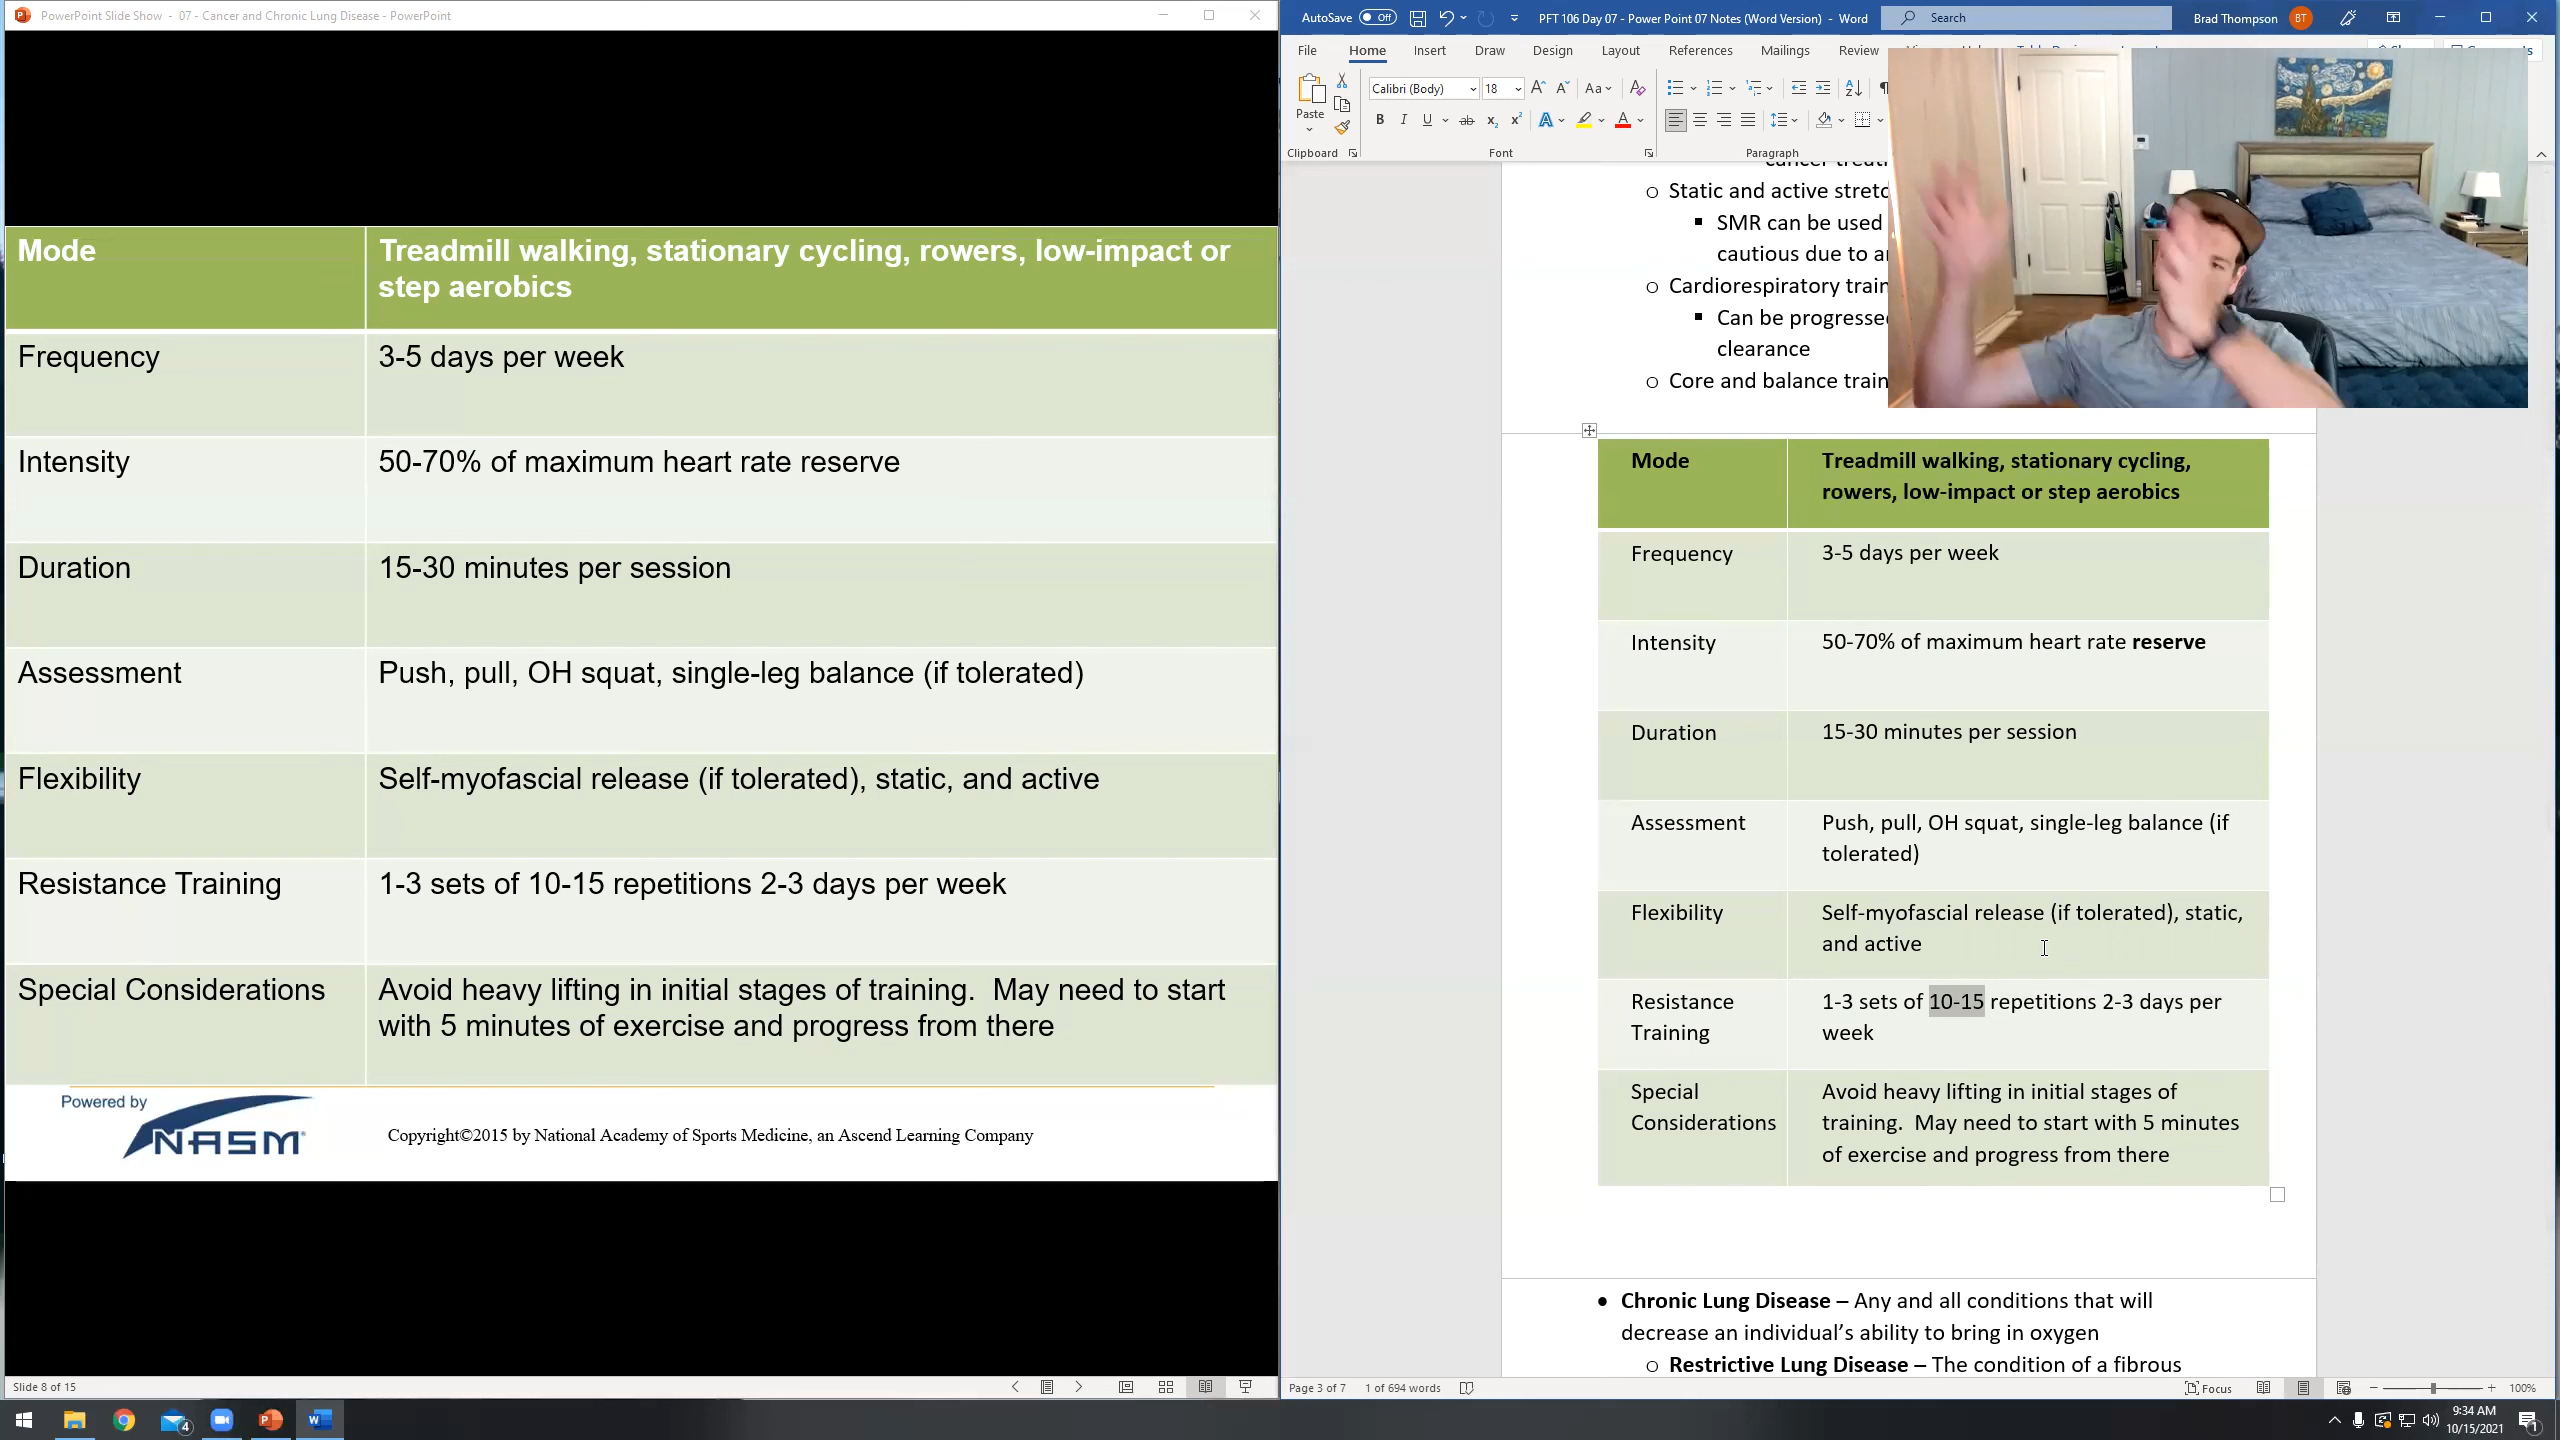 PowerPoint Slide Show - 07 - Cancer and Chronic Lung Disease - PowerPoint
Mode
Treadmill walking, stationary cycling, rowers, low-impact or
step aerobics
Frequency
3-5 days per week
Intensity
50-70% of maximum heart rate reserve
Duration
15-30 minutes per session
Assessment
Push, pull, OH squat, single-leg balance (if tolerated)
Flexibility
Self-myofascial release (if tolerated), static, and active
Resistance Training
1-3 sets of 10-15 repetitions 2-3 days per week
Special Considerations
Avoid heavy lifting in initial stages of training. May need to start
with 5 minutes of exercise and progress from there
Powered by
NASM
Copyright©2015 by National Academy of Sports Medicine, an Ascend Learning Company
Slide 8 of 15
AutoSave Off
PFT 106 Day 07 - Power Point 07 Notes (Word Version) - Word
Search
Brad Thompson BT
File Home Insert Draw Design Layout References Mailings Review
Paste
Calibri (Body) 18
Clipboard
Font
Paragraph
Static and active
SMR can be used
cautious due to
Cardiorespiratory
Can be progressed
clearance
Core and balance
Mode
Treadmill walking, stationary cycling,
rowers, low-impact or step aerobics
Frequency
3-5 days per week
Intensity
50-70% of maximum heart rate reserve
Duration
15-30 minutes per session
Assessment
Push, pull, OH squat, single-leg balance (if
tolerated)
Flexibility
Self-myofascial release (if tolerated), static,
and active
Resistance
Training
1-3 sets of 10-15 repetitions 2-3 days per
week
Special
Considerations
Avoid heavy lifting in initial stages of
training. May need to start with 5 minutes
of exercise and progress from there
Chronic Lung Disease – Any and all conditions that will
decrease an individual's ability to bring in oxygen
Restrictive Lung Disease – The condition of a fibrous
Page 3 of 7
1 of 694 words
Focus
100%
4
9:34 AM
10/15/2021
1